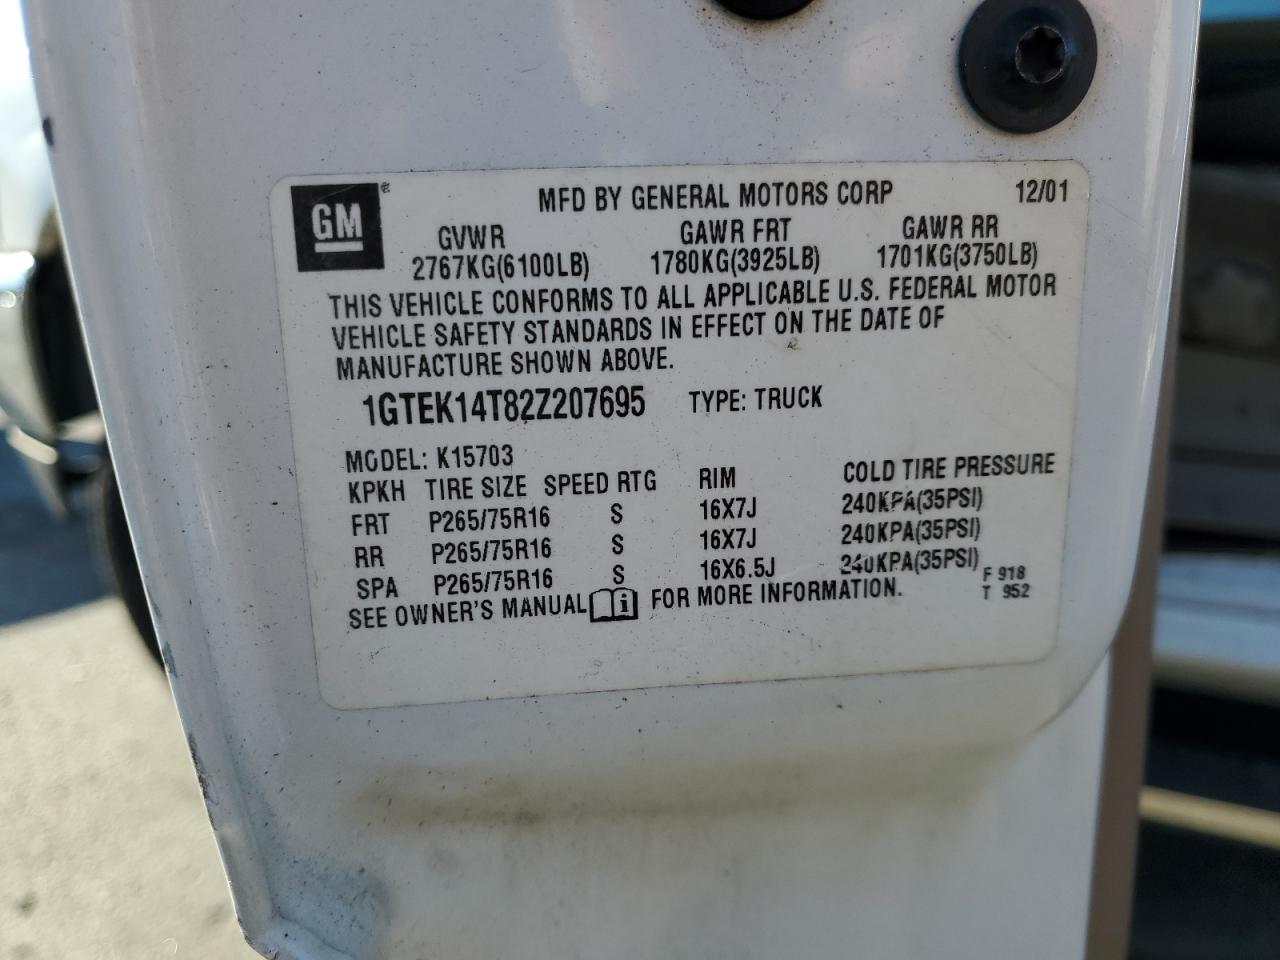 GM®
MFD BY GENERAL MOTORS CORP 12/01
GVWR GAWR FRT GAWR RR
2767KG(6100LB) 1780KG(3925LB) 1701KG(3750LB)
THIS VEHICLE CONFORMS TO ALL APPLICABLE U.S. FEDERAL MOTOR
VEHICLE SAFETY STANDARDS IN EFFECT ON THE DATE OF
MANUFACTURE SHOWN ABOVE.
1GTEK14T82Z207695 TYPE: TRUCK
MODEL: K15703
KPKH TIRE SIZE SPEED RTG RIM COLD TIRE PRESSURE
FRT P265/75R16 S 16X7J 240KPA(35PSI)
RR P265/75R16 S 16X7J 240KPA(35PSI)
SPA P265/75R16 S 16X6.5J 240KPA(35PSI)
SEE OWNER'S MANUAL i FOR MORE INFORMATION.
F 918
T 952